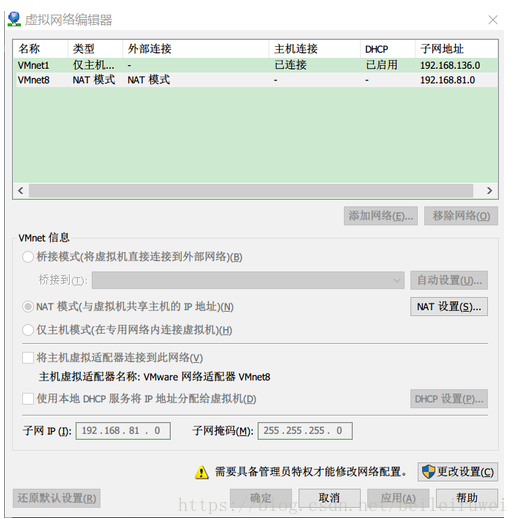 虚拟网络编辑器
名称 类型 外部连接 主机连接 DHCP 子网地址
VMnet1 仅主机... - 已连接 已启用 192.168.136.0
VMnet8 NAT 模式 NAT 模式 - - 192.168.81.0
添加网络(E)... 移除网络(O)
VMnet 信息
桥接模式(将虚拟机直接连接到外部网络)(B)
桥接到(T): 自动设置(U)...
NAT 模式(与虚拟机共享主机的 IP 地址)(N) NAT 设置(S)...
仅主机模式(在专用网络内连接虚拟机)(H)
将主机虚拟适配器连接到此网络(V)
主机虚拟适配器名称: VMware 网络适配器 VMnet8
使用本地 DHCP 服务将 IP 地址分配给虚拟机(D) DHCP 设置(P)...
子网 IP (I): 192 . 168 . 81 . 0 子网掩码(M): 255 . 255 . 255 . 0
需要具备管理员特权才能修改网络配置。 更改设置(C)
还原默认设置(R) 确定 取消 应用(A) 帮助
https://blog.csdn.net/beileifuwei